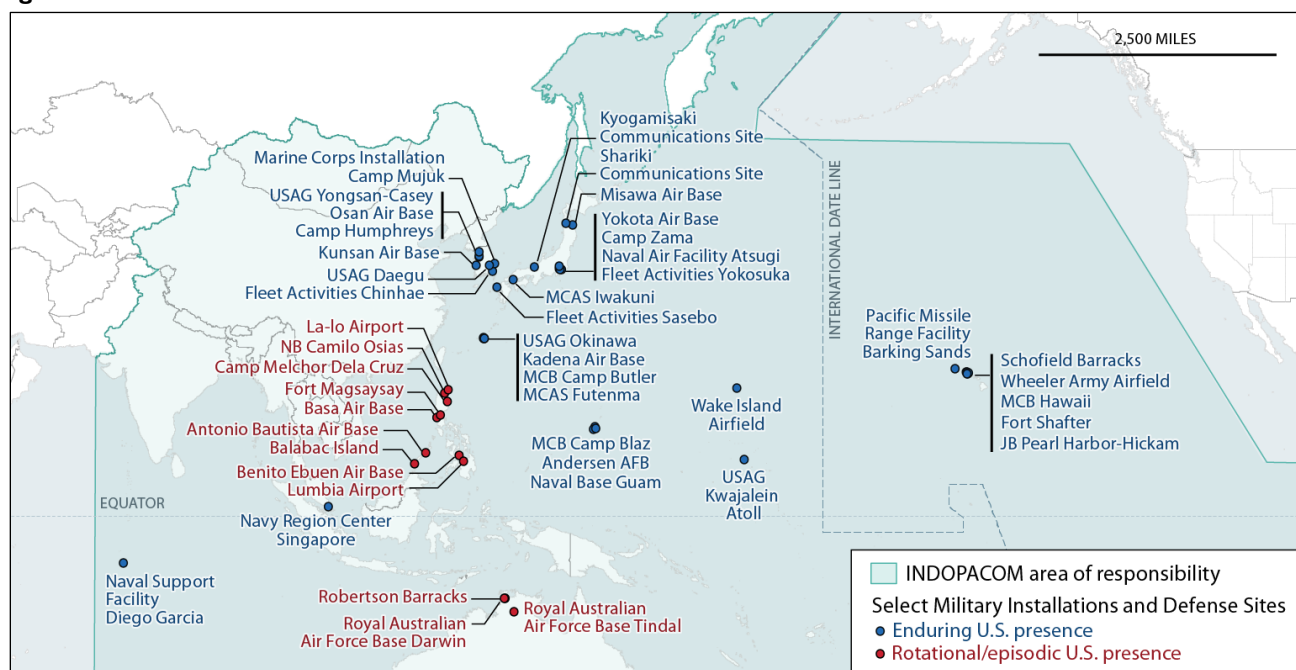 2,500 MILES
Kyogamisaki
Communications Site
Shariki
Communications Site
Misawa Air Base
Marine Corps Installation
Camp Mujuk
USAG Yongsan-Casey
Osan Air Base
Camp Humphreys
Kunsan Air Base
USAG Daegu
Fleet Activities Chinhae
Yokota Air Base
Camp Zama
Naval Air Facility Atsugi
Fleet Activities Yokosuka
MCAS Iwakuni
Fleet Activities Sasebo
INTERNATIONAL DATE LINE
La-lo Airport
NB Camilo Osias
Camp Melchor Dela Cruz
Fort Magsaysay
Basa Air Base
Antonio Bautista Air Base
Balabac Island
Benito Ebuen Air Base
Lumbia Airport
USAG Okinawa
Kadena Air Base
MCB Camp Butler
MCAS Futenma
MCB Camp Blaz
Andersen AFB
Naval Base Guam
Wake Island
Airfield
USAG
Kwajalein
Atoll
Pacific Missile
Range Facility
Barking Sands
Schofield Barracks
Wheeler Army Airfield
MCB Hawaii
Fort Shafter
JB Pearl Harbor-Hickam
EQUATOR
Navy Region Center
Singapore
Naval Support
Facility
Diego Garcia
Robertson Barracks
Royal Australian
Air Force Base Darwin
Royal Australian
Air Force Base Tindal
INDOPACOM area of responsibility
Select Military Installations and Defense Sites
Enduring U.S. presence
Rotational/episodic U.S. presence